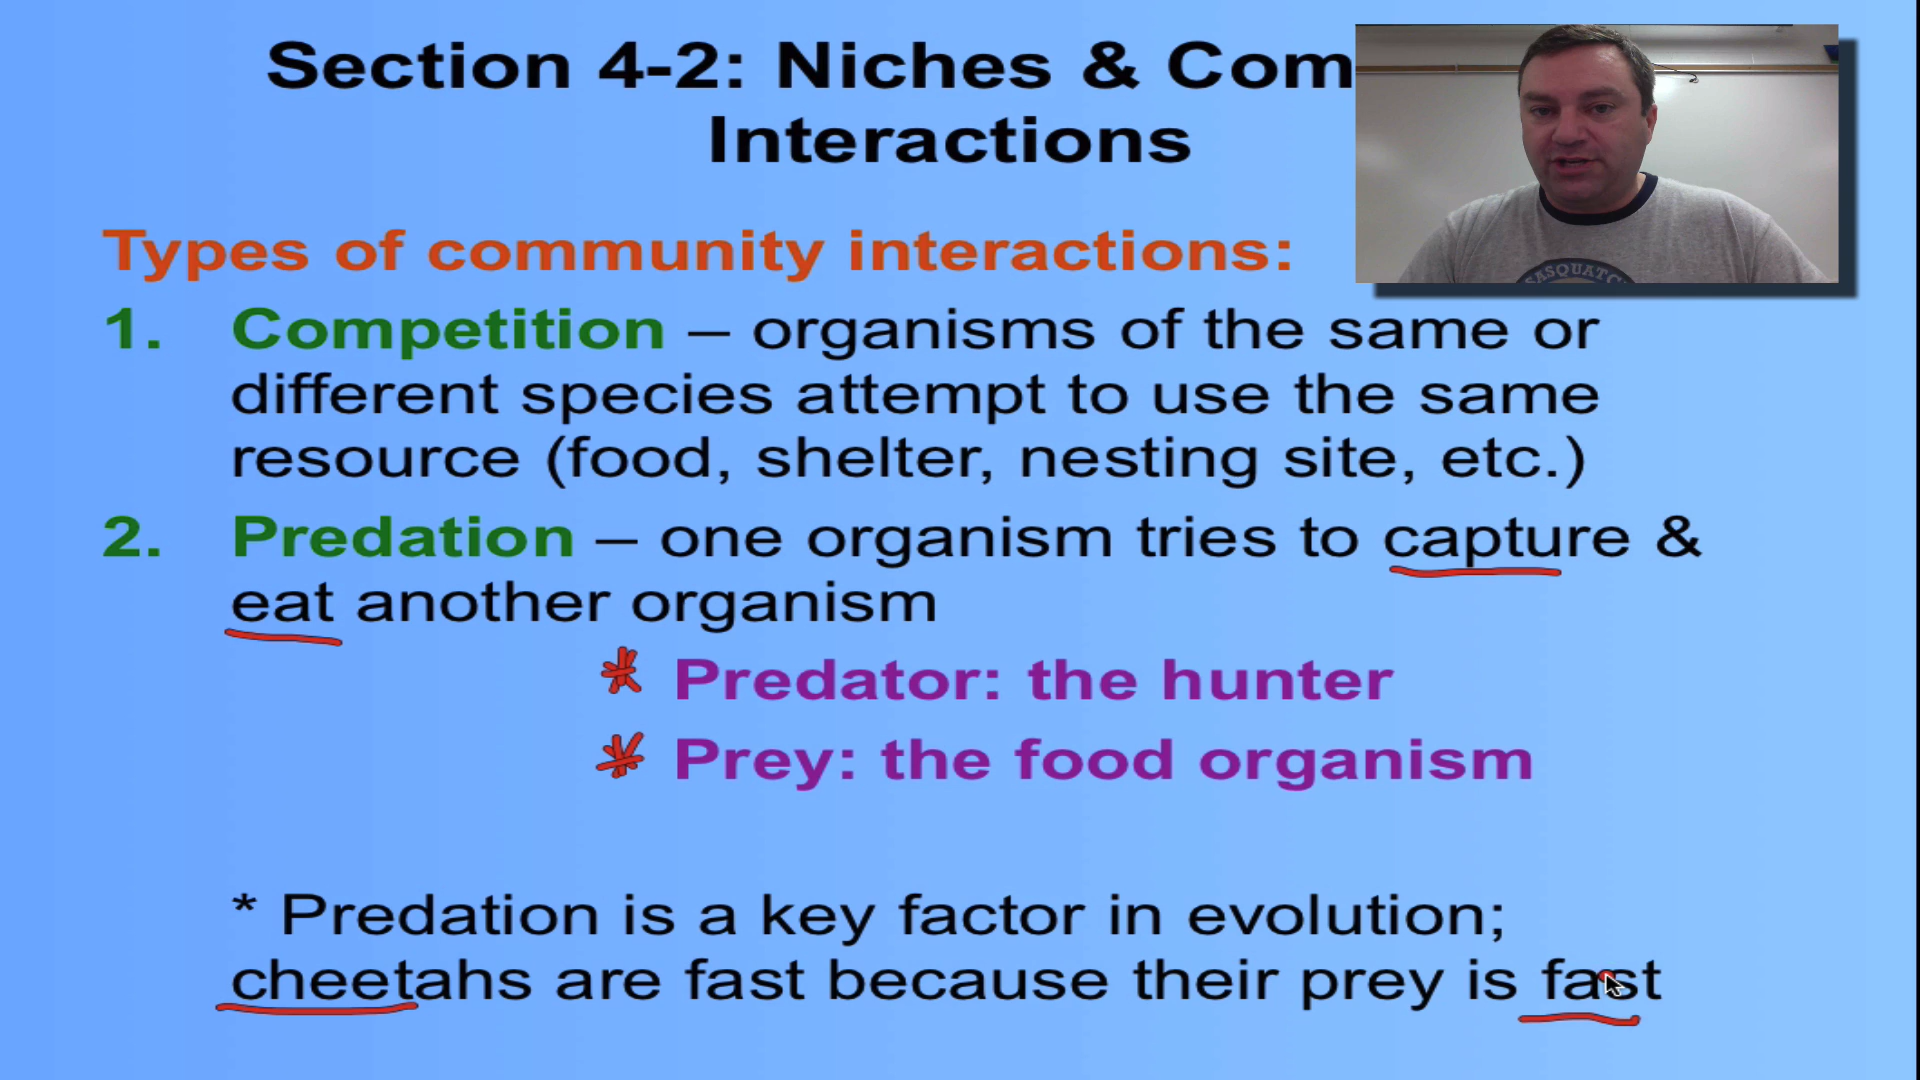 Section 4-2: Niches & Com
Interactions
Types of community interactions:
1. Competition – organisms of the same or
different species attempt to use the same
resource (food, shelter, nesting site, etc.)
2. Predation – one organism tries to capture &
eat another organism
Predator: the hunter
Prey: the food organism
* Predation is a key factor in evolution;
cheetahs are fast because their prey is fast
SASQUATC